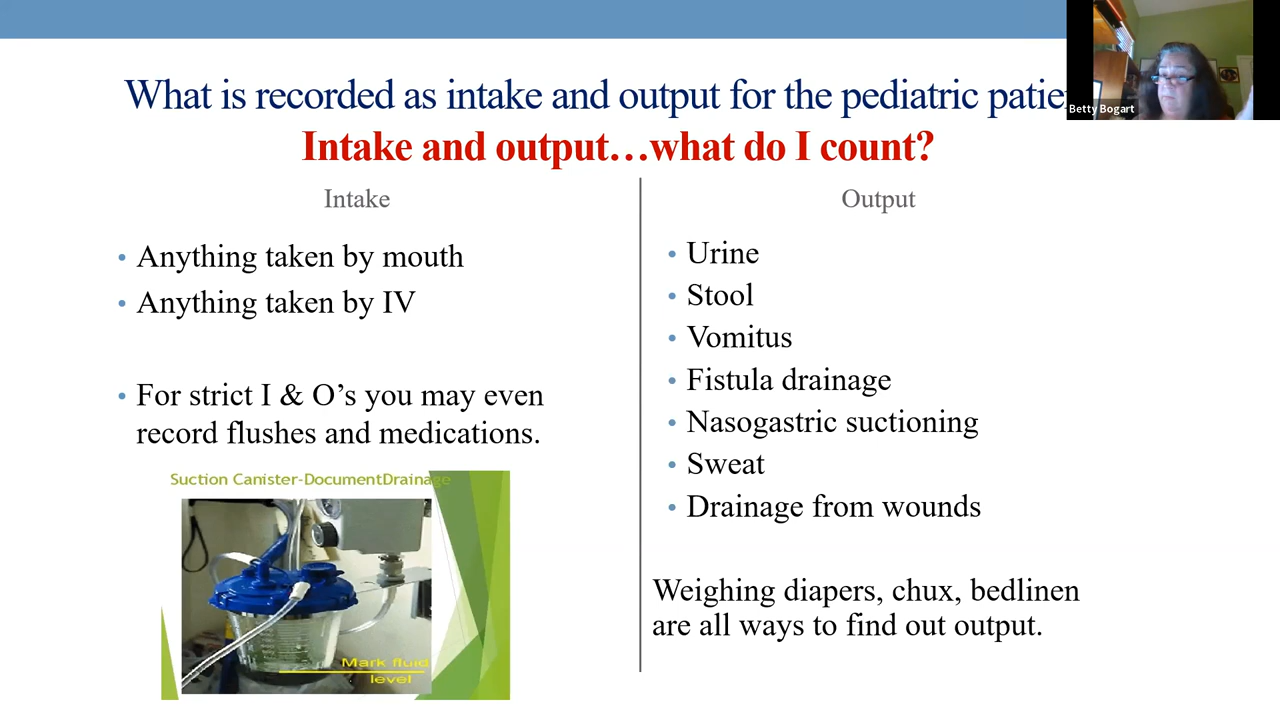 What is recorded as intake and output for the pediatric patie
Betty Bogart
Intake and output…what do I count?
Intake
• Anything taken by mouth
• Anything taken by IV
• For strict I & O’s you may even
record flushes and medications.
Suction Canister-DocumentDrainage
Mark fluid
level
Output
• Urine
• Stool
• Vomitus
• Fistula drainage
• Nasogastric suctioning
• Sweat
• Drainage from wounds
Weighing diapers, chux, bedlinen
are all ways to find out output.